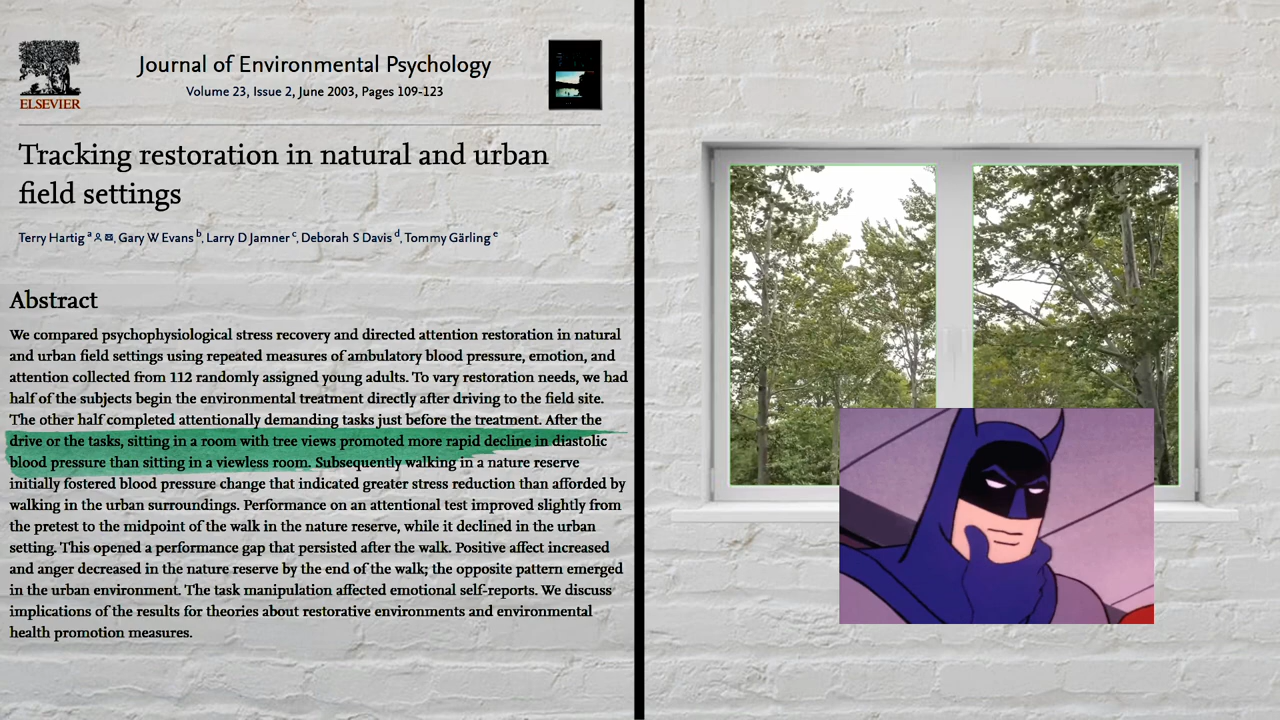 ELSEVIER
Journal of Environmental Psychology
Volume 23, Issue 2, June 2003, Pages 109-123
Tracking restoration in natural and urban
field settings
Terry Hartig a, Gary W Evans b, Larry D Jamner c, Deborah S Davis d, Tommy Gärling e
Abstract
We compared psychophysiological stress recovery and directed attention restoration in natural
and urban field settings using repeated measures of ambulatory blood pressure, emotion, and
attention collected from 112 randomly assigned young adults. To vary restoration needs, we had
half of the subjects begin the environmental treatment directly after driving to the field site.
The other half completed attentionally demanding tasks just before the treatment. After the
drive or the tasks, sitting in a room with tree views promoted more rapid decline in diastolic
blood pressure than sitting in a viewless room. Subsequently walking in a nature reserve
initially fostered blood pressure change that indicated greater stress reduction than afforded by
walking in the urban surroundings. Performance on an attentional test improved slightly from
the pretest to the midpoint of the walk in the nature reserve, while it declined in the urban
setting. This opened a performance gap that persisted after the walk. Positive affect increased
and anger decreased in the nature reserve by the end of the walk; the opposite pattern emerged
in the urban environment. The task manipulation affected emotional self-reports. We discuss
implications of the results for theories about restorative environments and environmental
health promotion measures.